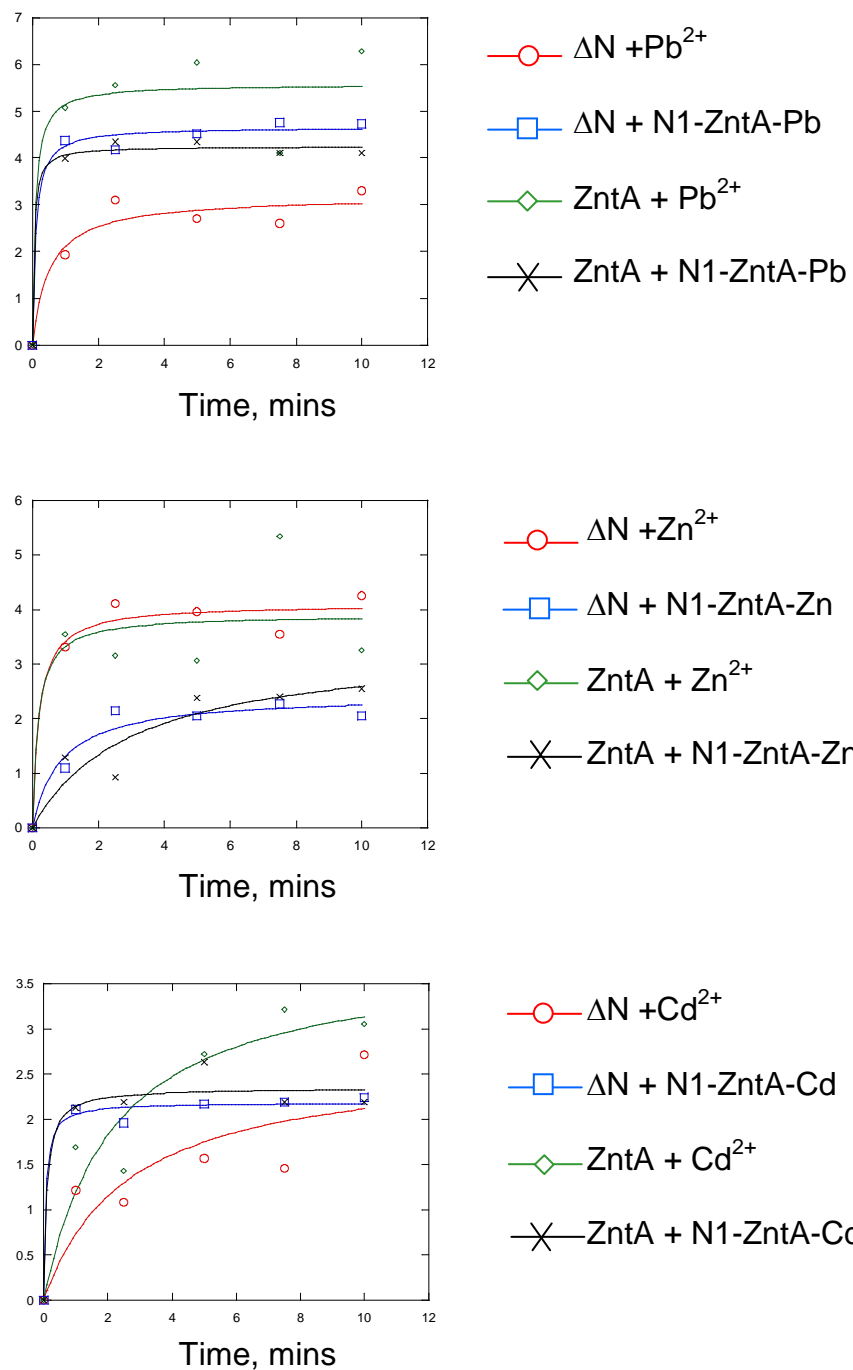 7
6
5
4
3
2
1
0
0 2 4 6 8 10 12
Time, mins
ΔN +Pb²⁺
ΔN + N1-ZntA-Pb
ZntA + Pb²⁺
ZntA + N1-ZntA-Pb
6
5
4
3
2
1
0
0 2 4 6 8 10 12
Time, mins
ΔN +Zn²⁺
ΔN + N1-ZntA-Zn
ZntA + Zn²⁺
ZntA + N1-ZntA-Zn
3.5
3
2.5
2
1.5
1
0.5
0
0 2 4 6 8 10 12
Time, mins
ΔN +Cd²⁺
ΔN + N1-ZntA-Cd
ZntA + Cd²⁺
ZntA + N1-ZntA-Cd